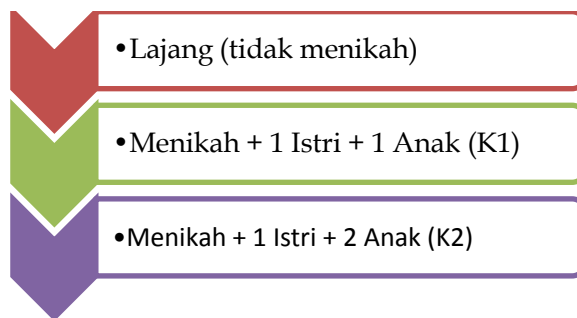 •Lajang (tidak menikah)
•Menikah + 1 Istri + 1 Anak (K1)
•Menikah + 1 Istri + 2 Anak (K2)